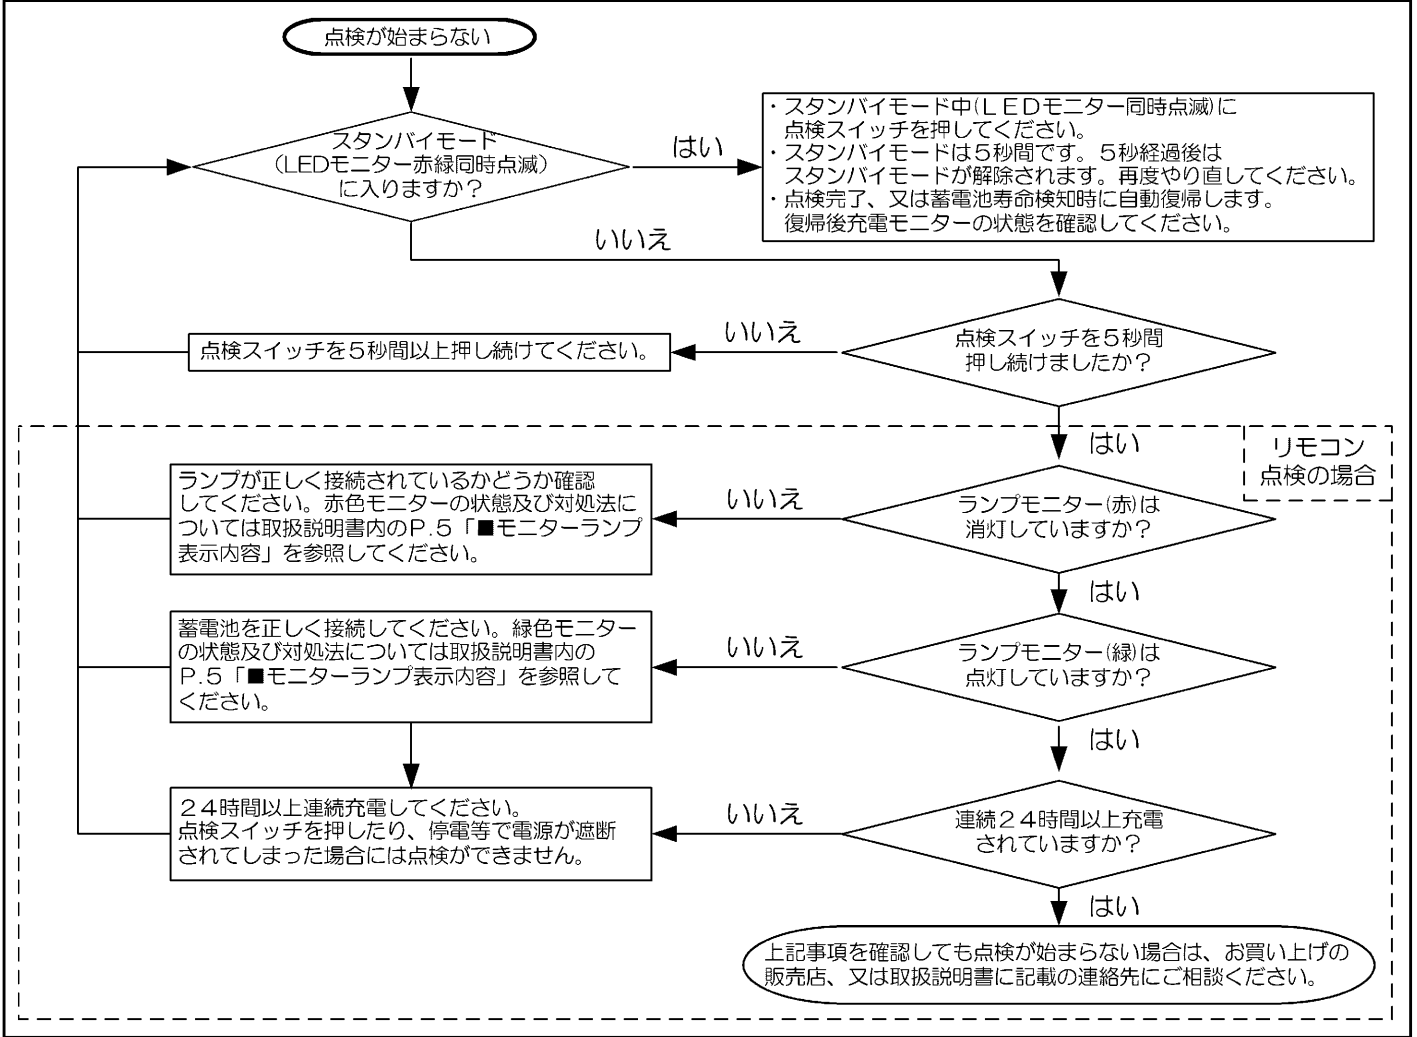 点検が始まらない
スタンバイモード
（LEDモニター赤緑同時点滅）
に入りますか？
はい
・スタンバイモード中(ＬＥＤモニター同時点滅)に
点検スイッチを押してください。
・スタンバイモードは５秒間です。５秒経過後は
スタンバイモードが解除されます。再度やり直してください。
・点検完了、又は蓄電池寿命検知時に自動復帰します。
復帰後充電モニターの状態を確認してください。
いいえ
点検スイッチを５秒間
押し続けましたか？
いいえ
点検スイッチを５秒間以上押し続けてください。
はい
リモコン
点検の場合
ランプモニター(赤)は
消灯していますか？
いいえ
ランプが正しく接続されているかどうか確認
してください。赤色モニターの状態及び対処法に
ついては取扱説明書内のＰ.５「■モニターランプ
表示内容」を参照してください。
はい
ランプモニター(緑)は
点灯していますか？
いいえ
蓄電池を正しく接続してください。緑色モニター
の状態及び対処法については取扱説明書内の
Ｐ.５「■モニターランプ表示内容」を参照して
ください。
はい
連続２４時間以上充電
されていますか？
いいえ
２４時間以上連続充電してください。
点検スイッチを押したり、停電等で電源が遮断
されてしまった場合には点検ができません。
はい
上記事項を確認しても点検が始まらない場合は、お買い上げの
販売店、又は取扱説明書に記載の連絡先にご相談ください。